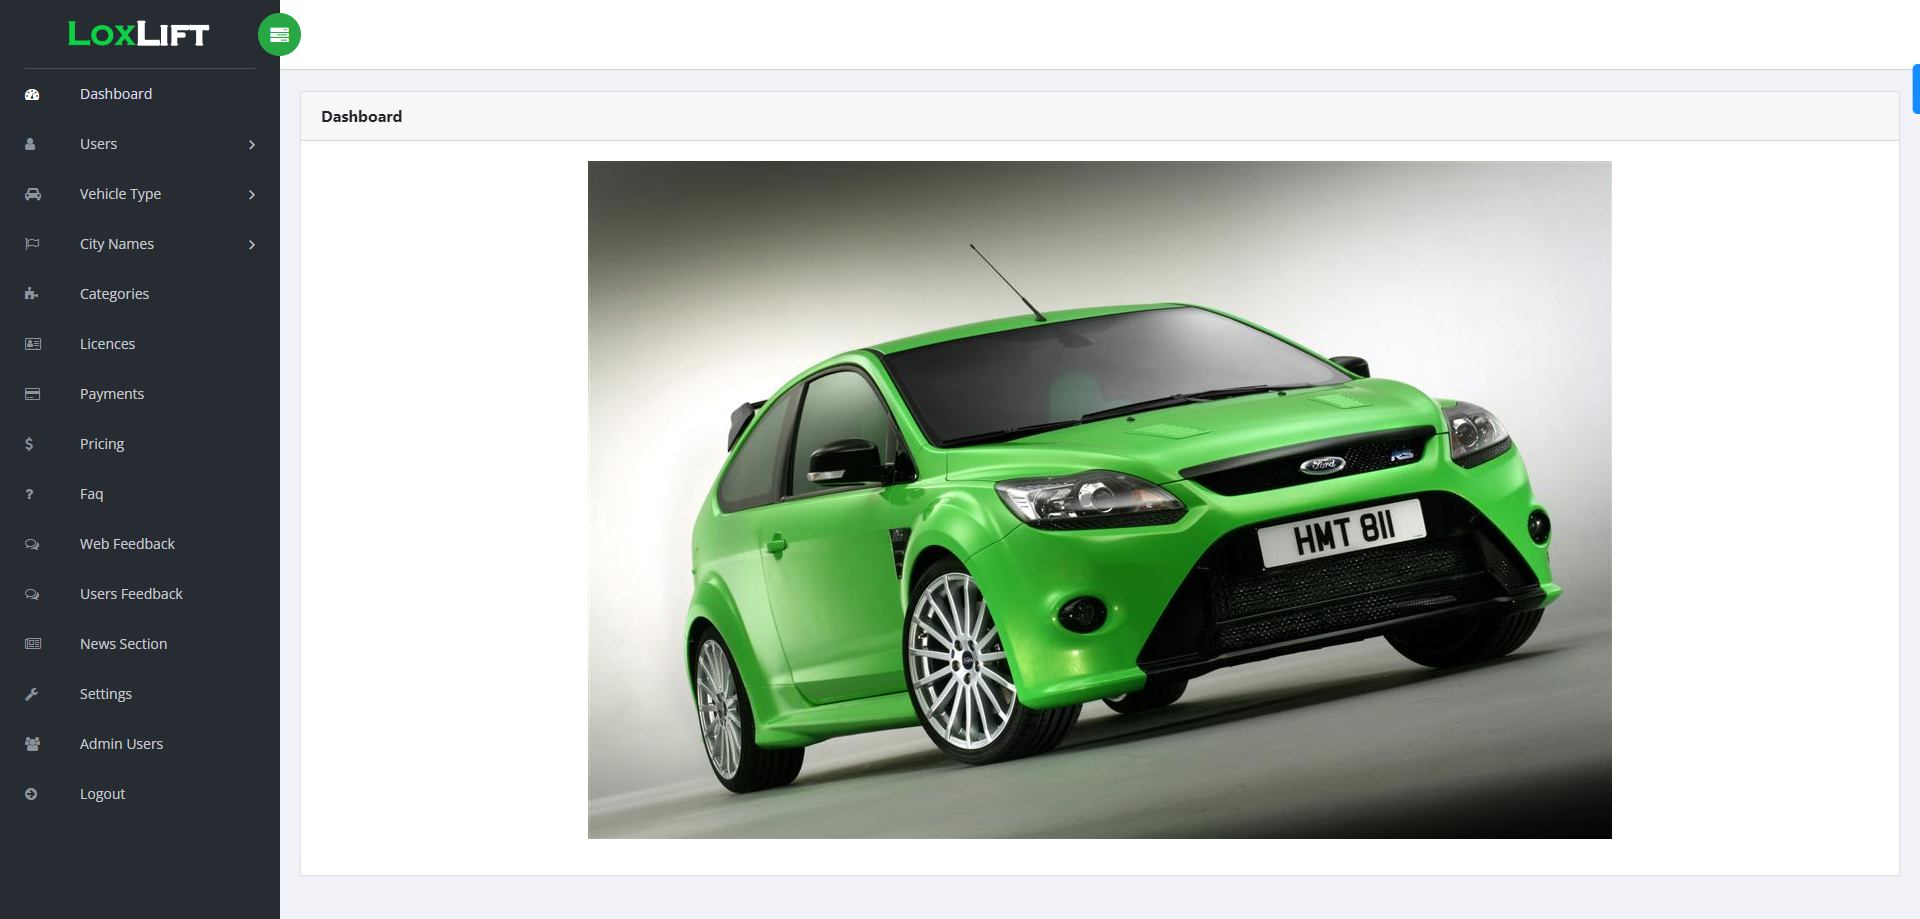 LOXLIFT
Dashboard
Users
Vehicle Type
City Names
Categories
Licences
Payments
Pricing
Faq
Web Feedback
Users Feedback
News Section
Settings
Admin Users
Logout
Dashboard
Ford
RS
HMT 811